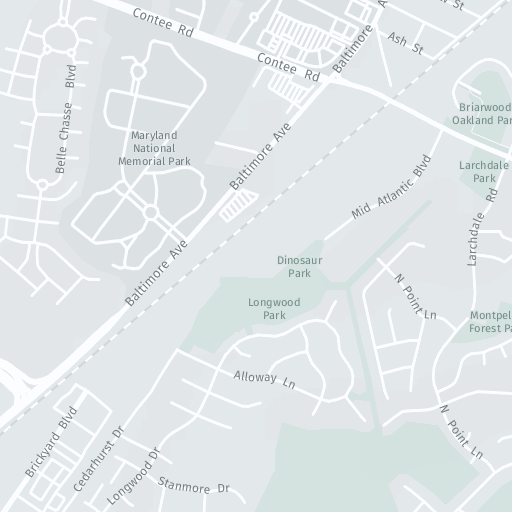 Contee Rd
St
Ash St
Baltimore A
Contee Rd
Belle Chasse Blvd
Maryland
National
Memorial Park
Baltimore Ave
Briarwood
Oakland Par
Larchdale
Park
Mid Atlantic Blvd
Larchdale Rd
Baltimore Ave
Dinosaur
Park
Longwood
Park
N Point Ln
Montpel
Forest Pa
Alloway Ln
Brickyard Blvd
Cedarhurst Dr
Longwood Dr
Stanmore Dr
N Point Ln